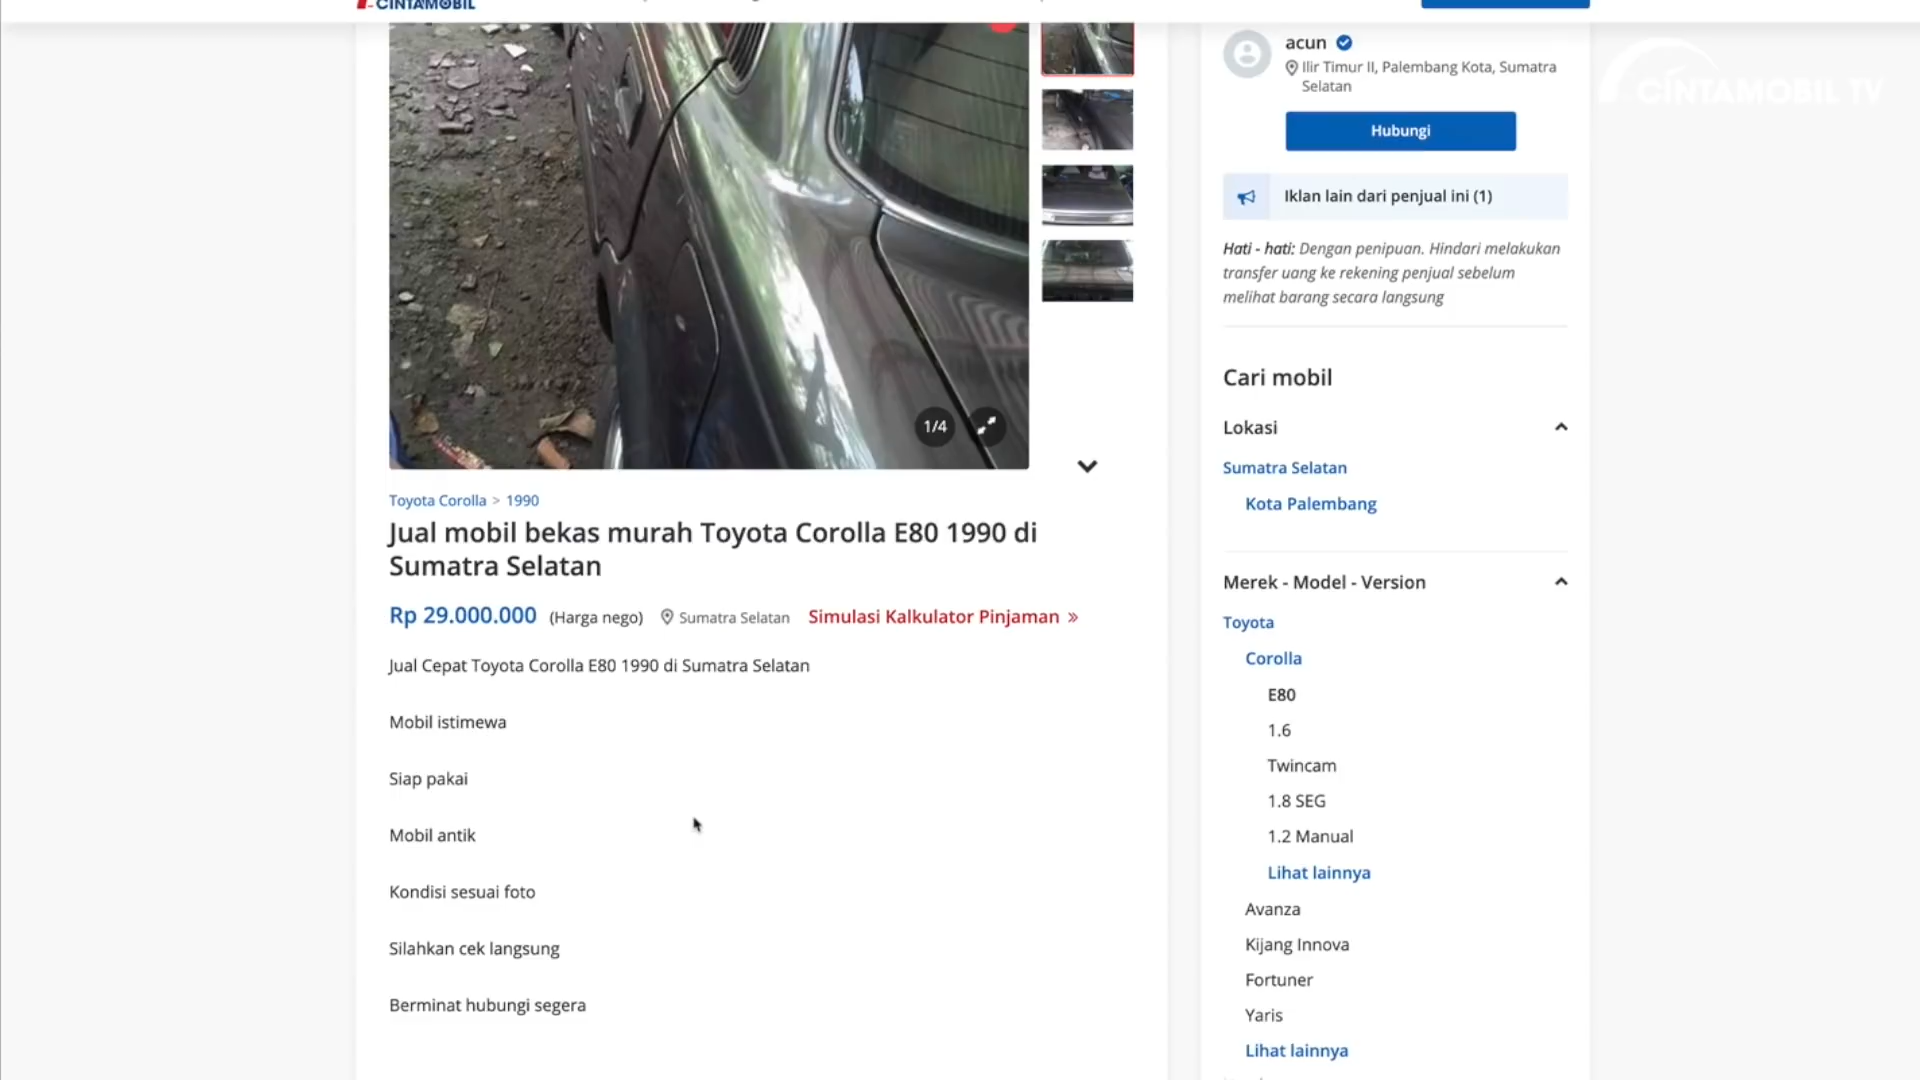 CINTAMOBIL
acun
Ilir Timur II, Palembang Kota, Sumatra
Selatan
CINTAMOBIL TV
Hubungi
Iklan lain dari penjual ini (1)
Hati - hati: Dengan penipuan. Hindari melakukan
transfer uang ke rekening penjual sebelum
melihat barang secara langsung
1/4
Toyota Corolla > 1990
Jual mobil bekas murah Toyota Corolla E80 1990 di
Sumatra Selatan
Rp 29.000.000 (Harga nego) Sumatra Selatan Simulasi Kalkulator Pinjaman »
Jual Cepat Toyota Corolla E80 1990 di Sumatra Selatan
Mobil istimewa
Siap pakai
Mobil antik
Kondisi sesuai foto
Silahkan cek langsung
Berminat hubungi segera
Cari mobil
Lokasi
Sumatra Selatan
Kota Palembang
Merek - Model - Version
Toyota
Corolla
E80
1.6
Twincam
1.8 SEG
1.2 Manual
Lihat lainnya
Avanza
Kijang Innova
Fortuner
Yaris
Lihat lainnya